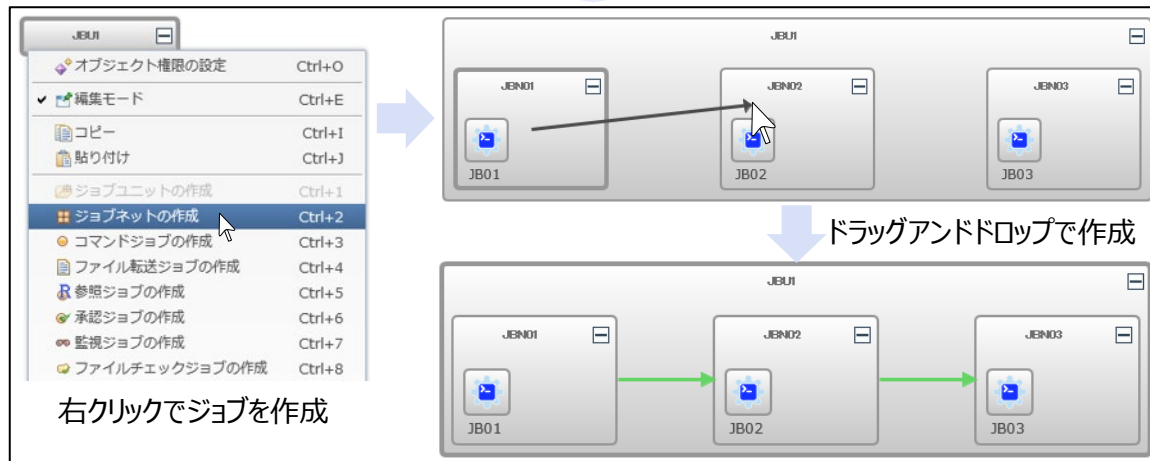 JBU1
オブジェクト権限の設定 Ctrl+O
編集モード Ctrl+E
コピー Ctrl+I
貼り付け Ctrl+J
ジョブユニットの作成 Ctrl+1
ジョブネットの作成 Ctrl+2
コマンドジョブの作成 Ctrl+3
ファイル転送ジョブの作成 Ctrl+4
参照ジョブの作成 Ctrl+5
承認ジョブの作成 Ctrl+6
監視ジョブの作成 Ctrl+7
ファイルチェックジョブの作成 Ctrl+8
右クリックでジョブを作成
JBU1
JBN01 JBN02 JBN03
JB01 JB02 JB03
ドラッグアンドドロップで作成
JBU1
JBN01 JBN02 JBN03
JB01 JB02 JB03